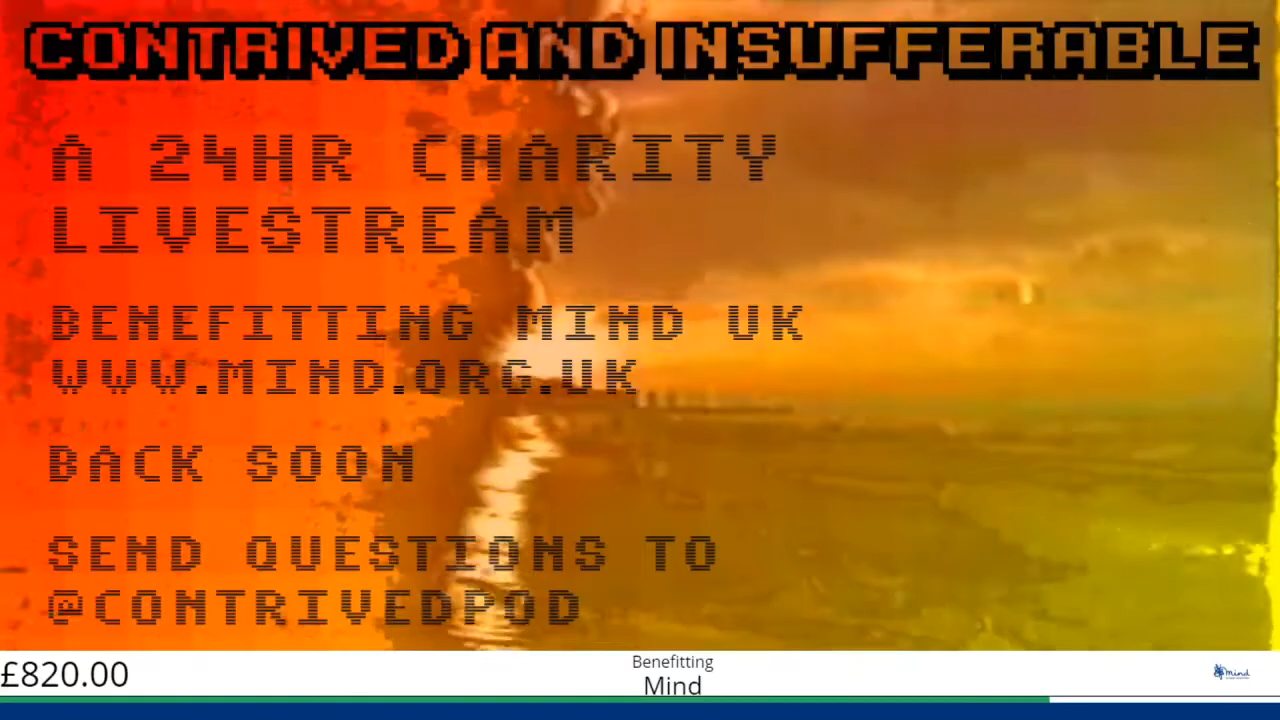 CONTRIVED AND INSUFFERABLE
A 24HR CHARITY
LIVESTREAM
BENEFITTING MIND UK
WWW.MIND.ORG.UK
BACK SOON
SEND QUESTIONS TO
@CONTRIVEDPOD
£820.00
Benefitting
Mind
mind